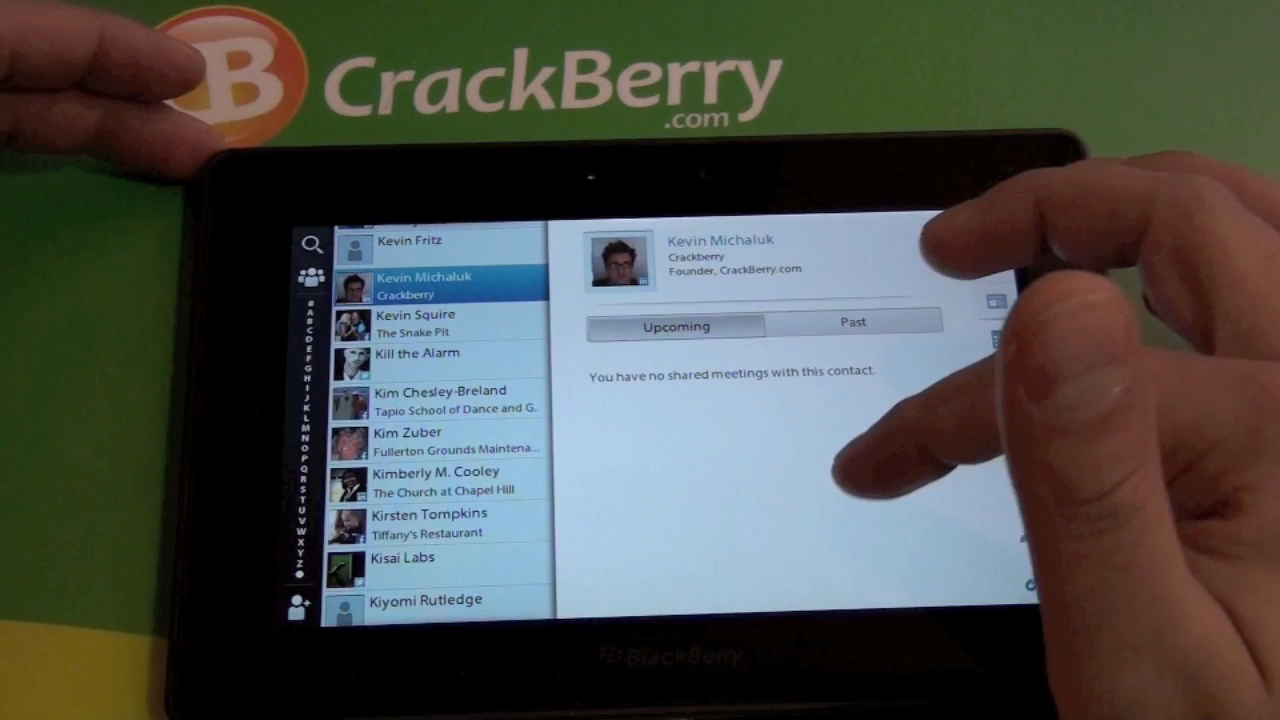 B
CrackBerry
.com
Kevin Fritz
Kevin Michaluk
Crackberry
Kevin Squire
The Snake Pit
Kill the Alarm
Kim Chesley-Breland
Tapio School of Dance and G..
Kim Zuber
Fullerton Grounds Maintena...
Kimberly M. Cooley
The Church at Chapel Hill
Kirsten Tompkins
Tiffany's Restaurant
Kisai Labs
Kiyomi Rutledge
#
A
B
C
D
E
F
G
H
I
J
K
L
M
N
O
P
Q
R
S
T
U
V
W
X
Y
Z
Kevin Michaluk
Crackberry
Founder, CrackBerry.com
Upcoming
Past
You have no shared meetings with this contact.
BlackBerry